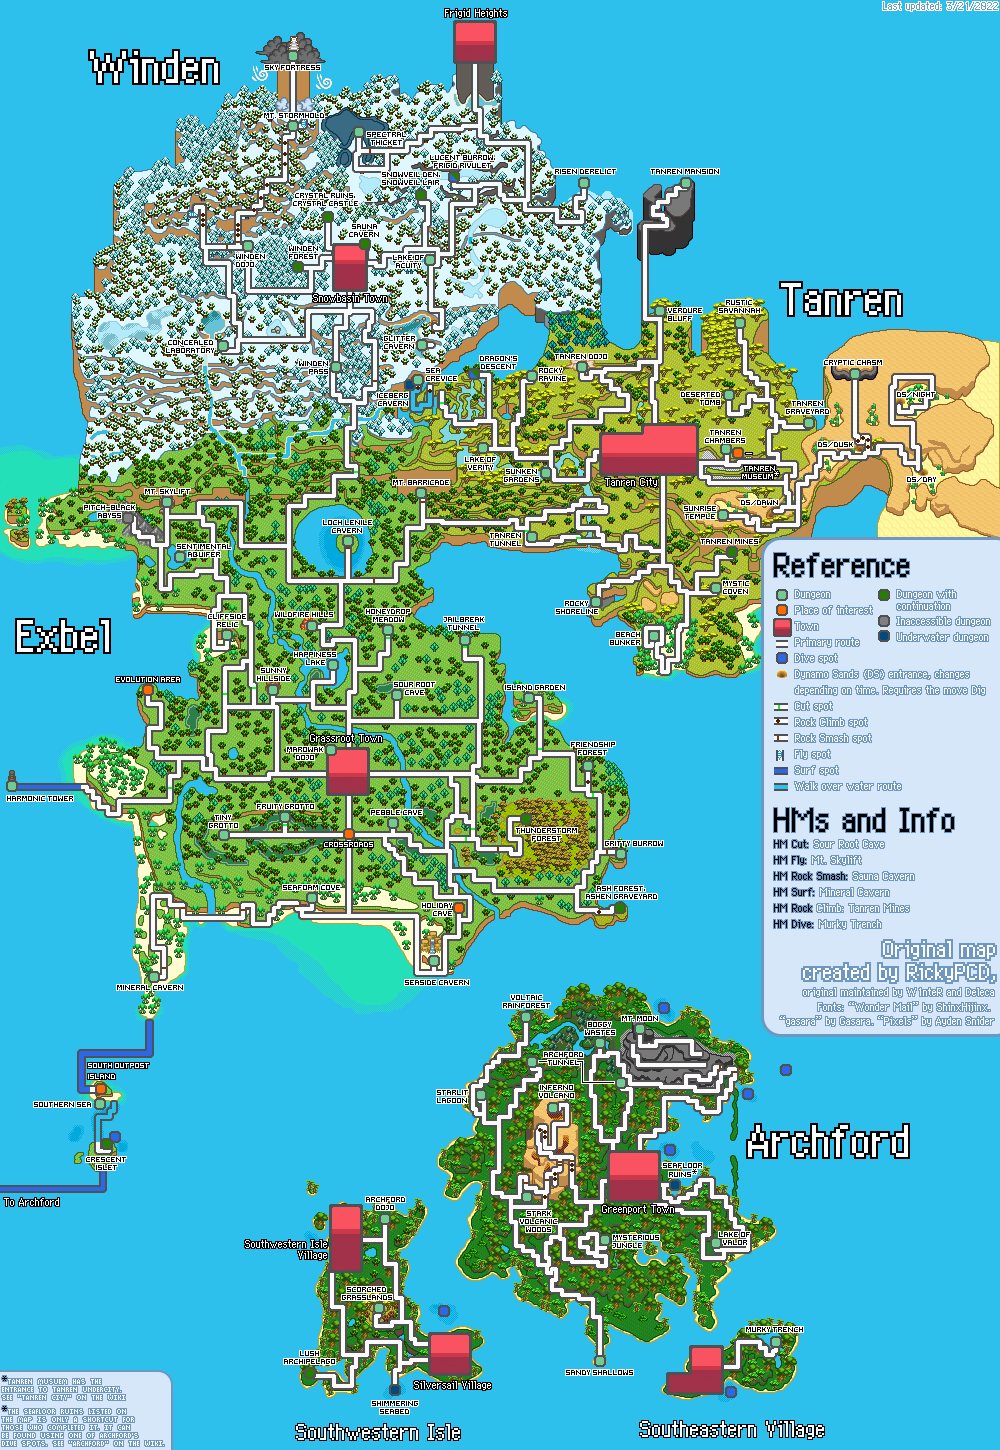 Last updated: 3/21/2022
Frigid Heights
Winden
SKY FORTRESS
MT. STORMHOLD
SPECTRAL
THICKET
LUCENT BURROW,
FRIGID RIVULET
SNOWVEIL DEN,
SNOWVEIL LAIR
RISEN DERELICT
TANREN MANSION
CRYSTAL RUINS,
CRYSTAL CASTLE
SAUNA
CAVERN
WINDEN
DOJO
WINDEN
FOREST
LAKE OF
ACUITY
Snowbasin Town
Tanren
VERDURE
BLUFF
RUSTIC
SAVANNAH
CONCEALED
LABORATORY
GLITTER
CAVERN
WINDEN
PASS
SEA
CREVICE
DRAGON'S
DESCENT
TANREN DOJO
ROCKY
RAVINE
CRYPTIC CHASM
ICEBERG
CAVERN
DESERTED
TOMB
DS/NIGHT
TANREN
GRAVEYARD
TANREN
CHAMBERS
DS/DUSK
LAKE OF
VERITY
SUNKEN
GARDENS
TANREN
MUSEUM*
Tanren City
DS/DAY
MT. BARRICADE
MT. SKYLIFT
PITCH-BLACK
ABYSS
DS/DAWN
SUNRISE
TEMPLE
LOCH LENILE
CAVERN
TANREN
TUNNEL
TANREN MINES
SENTIMENTAL
AQUIFER
MYSTIC
COVEN
ROCKY
SHORELINE
Exbel
CLIFFSIDE
RELIC
WILDFIRE HILLS
HONEYDROP
MEADOW
JAILBREAK
TUNNEL
BEACH
BUNKER
HAPPINESS
LAKE
SUNNY
HILLSIDE
EVOLUTION AREA
SOUR ROOT
CAVE
ISLAND GARDEN
Grassroot Town
MAROWAK
DOJO
FRIENDSHIP
FOREST
HARMONIC TOWER
FRUITY GROTTO
TINY
GROTTO
PEBBLE CAVE
CROSSROADS
THUNDERSTORM
FOREST
GRITTY BURROW
SEAFOAM COVE
ASH FOREST,
ASHEN GRAVEYARD
HOLIDAY
CAVE
SEASIDE CAVERN
MINERAL CAVERN
Reference
Dungeon
Place of interest
Town
Primary route
Dive spot
Dungeon with
continuation
Inaccessible dungeon
Underwater dungeon
Dynamo Sands (DS) entrance, changes
depending on time. Requires the move Dig
Cut spot
Rock Climb spot
Rock Smash spot
Fly spot
Surf spot
Walk over water route
HMs and Info
HM Cut: Sour Root Cave
HM Fly: Mt. Skylift
HM Rock Smash: Sauna Cavern
HM Surf: Mineral Cavern
HM Rock Climb: Tanren Mines
HM Dive: Murky Trench
Original map
created by RickyPCD,
original maintained by W1nteR and Deleca
Fonts: "Wonder Mail" by ShinxHijinx.
"gasara" by Gasara. "Pixels" by Ayden Snider
SOUTH OUTPOST
ISLAND
SOUTHERN SEA
CRESCENT
ISLET
To Archford
VOLTAIC
RAINFOREST
BOGGY
WASTES
MT. MOON
ARCHFORD
TUNNEL
STARLIT
LAGOON
INFERNO
VOLCANO
Archford
SEAFLOOR
RUINS*
Greenport Town
STARK
VOLCANIC
WOODS
MYSTERIOUS
JUNGLE
LAKE OF
VALOR
SANDY SHALLOWS
ARCHFORD
DOJO
Southwestern Isle
Village
SCORCHED
GRASSLANDS
LUSH
ARCHIPELAGO
Silversail Village
SHIMMERING
SEABED
Southwestern Isle
MURKY TRENCH
Southeastern Village
*TANREN MUSUEM HAS THE
ENTRANCE TO TANREN UNDERCITY.
SEE "TANREN CITY" ON THE WIKI
*THE SEAFLOOR RUINS LISTED ON
THE MAP IS ONLY A SHORTCUT FOR
THOSE WHO COMPLETED IT. IT CAN
BE FOUND USING ONE OF ARCHFORD'S
DIVE SPOTS. SEE "ARCHFORD" ON THE WIKI.